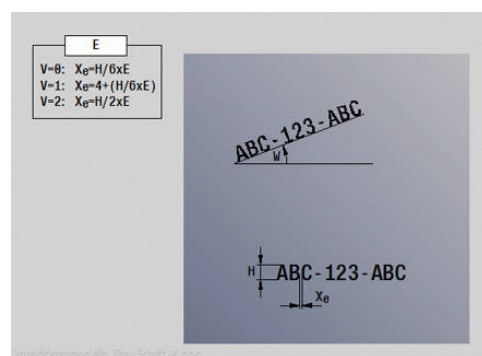 E
V=0: Xe=H/6xE
V=1: Xe=4+(H/6xE)
V=2: Xe=H/2xE
ABC-123-ABC
W
H
ABC-123-ABC
Xe